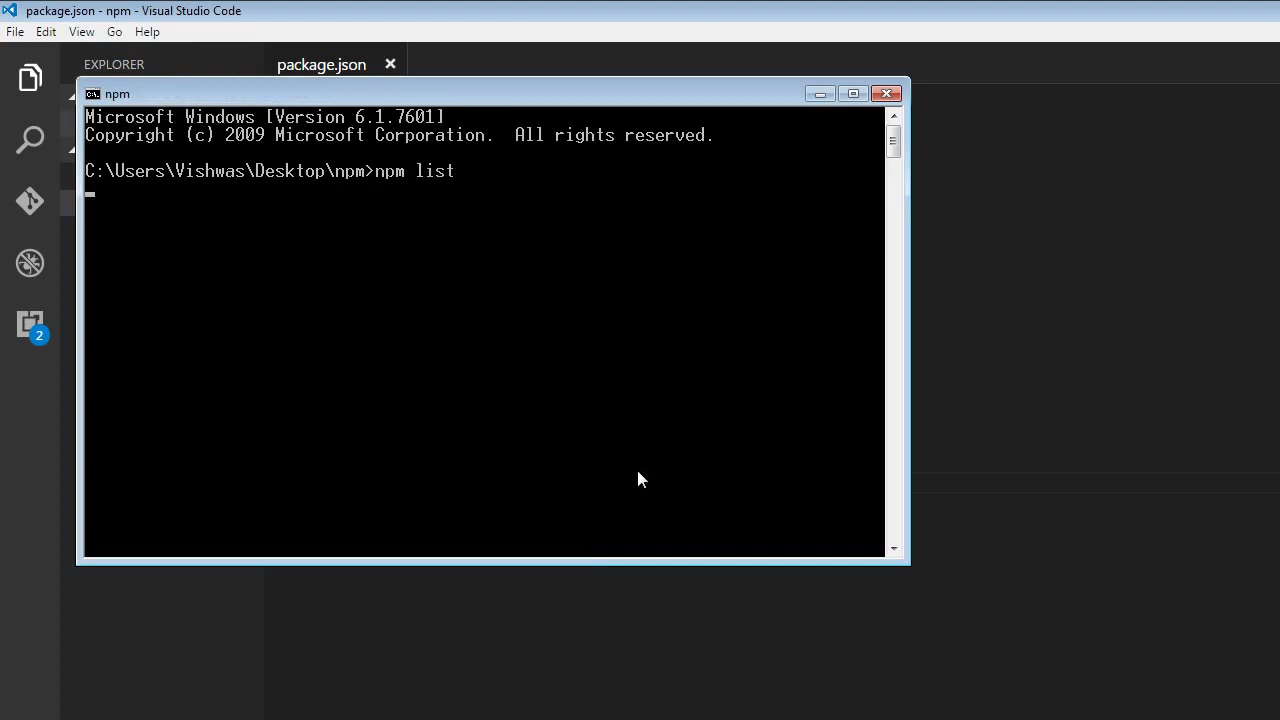 package.json - npm - Visual Studio Code
File Edit View Go Help
EXPLORER
package.json
npm
Microsoft Windows [Version 6.1.7601]
Copyright (c) 2009 Microsoft Corporation. All rights reserved.
C:\Users\Vishwas\Desktop\npm>npm list
2